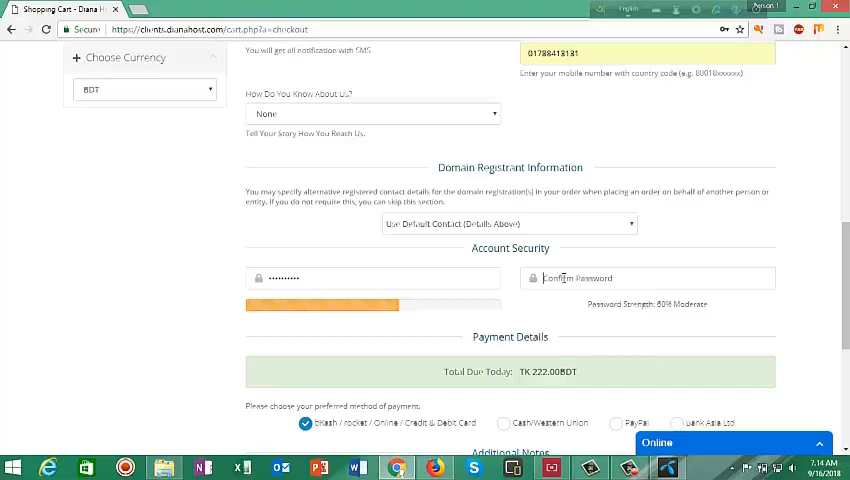 Shopping Cart - Diana Ho
Person 1
English
Secure
https://clients.dianahost.com/cart.php?a=checkout
Choose Currency
BDT
You will get all notification with SMS
01788413131
Enter your mobile number with country code (e.g. 88018xxxxxx)
How Do You Know About Us?
None
Tell Your Story How You Reach Us.
Domain Registrant Information
You may specify alternative registered contact details for the domain registration(s) in your order when placing an order on behalf of another person or
entity. If you do not require this, you can skip this section.
Use Default Contact (Details Above)
Account Security
Confirm Password
Password Strength: 60% Moderate
Payment Details
Total Due Today: TK 222.00BDT
Please choose your preferred method of payment.
bKash / rocket / Online / Credit & Debit Card
Cash/Western Union
PayPal
Bank Asia Ltd
Additional Notes
Online
7:14 AM
9/16/2018